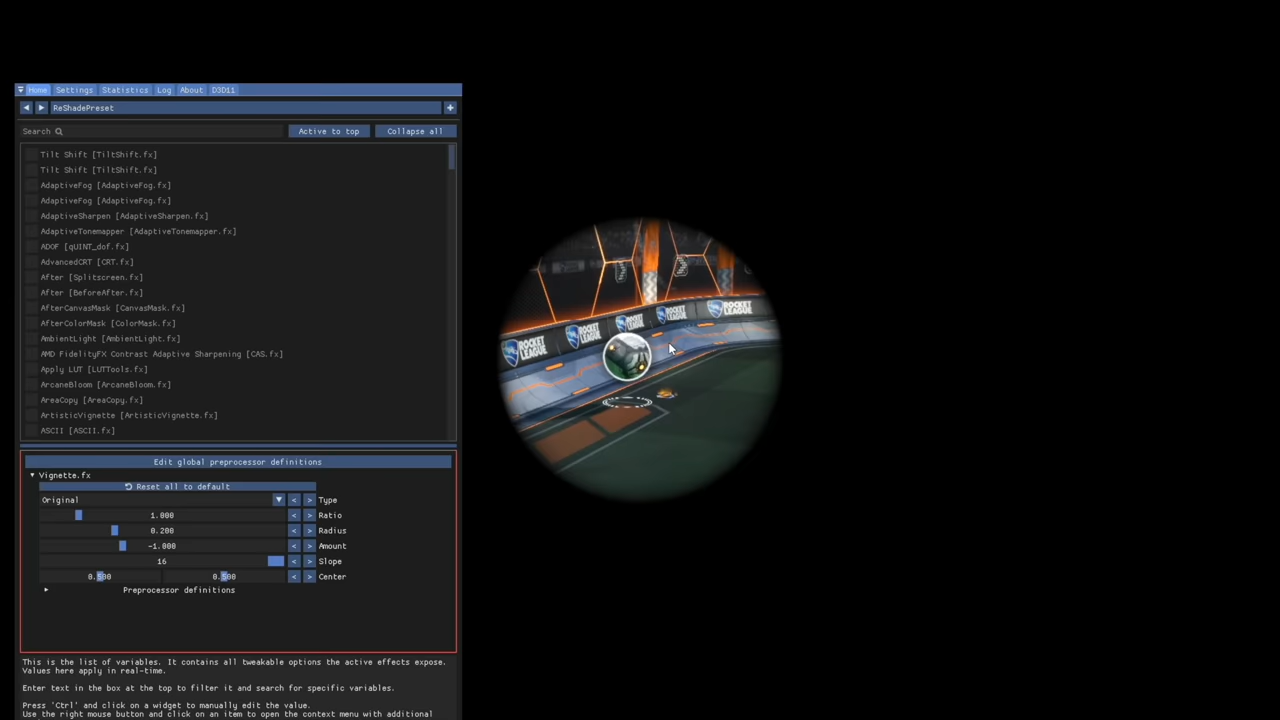 Home Settings Statistics Log About D3D11
ReShadePreset
Search Active to top Collapse all
Tilt Shift [TiltShift.fx]
Tilt Shift [TiltShift.fx]
AdaptiveFog [AdaptiveFog.fx]
AdaptiveFog [AdaptiveFog.fx]
AdaptiveSharpen [AdaptiveSharpen.fx]
AdaptiveTonemapper [AdaptiveTonemapper.fx]
ADOF [qUINT_dof.fx]
AdvancedCRT [CRT.fx]
After [Splitscreen.fx]
After [BeforeAfter.fx]
AfterCanvasMask [CanvasMask.fx]
AfterColorMask [ColorMask.fx]
AmbientLight [AmbientLight.fx]
AMD FidelityFX Contrast Adaptive Sharpening [CAS.fx]
Apply LUT [LUTTools.fx]
ArcaneBloom [ArcaneBloom.fx]
AreaCopy [AreaCopy.fx]
ArtisticVignette [ArtisticVignette.fx]
ASCII [ASCII.fx]
Edit global preprocessor definitions
Vignette.fx
Reset all to default
Original < > Type
1.000 < > Ratio
0.200 < > Radius
-1.000 < > Amount
16 < > Slope
0.500 0.500 < > Center
Preprocessor definitions
This is the list of variables. It contains all tweakable options the active effects expose.
Values here apply in real-time.
Enter text in the box at the top to filter it and search for specific variables.
Press 'Ctrl' and click on a widget to manually edit the value.
Use the right mouse button and click on an item to open the context menu with additional
ROCKET LEAGUE
ROCKET LEAGUE
ROCKET LEAGUE
ROCKET LEAGUE
ROCKET LEAGUE